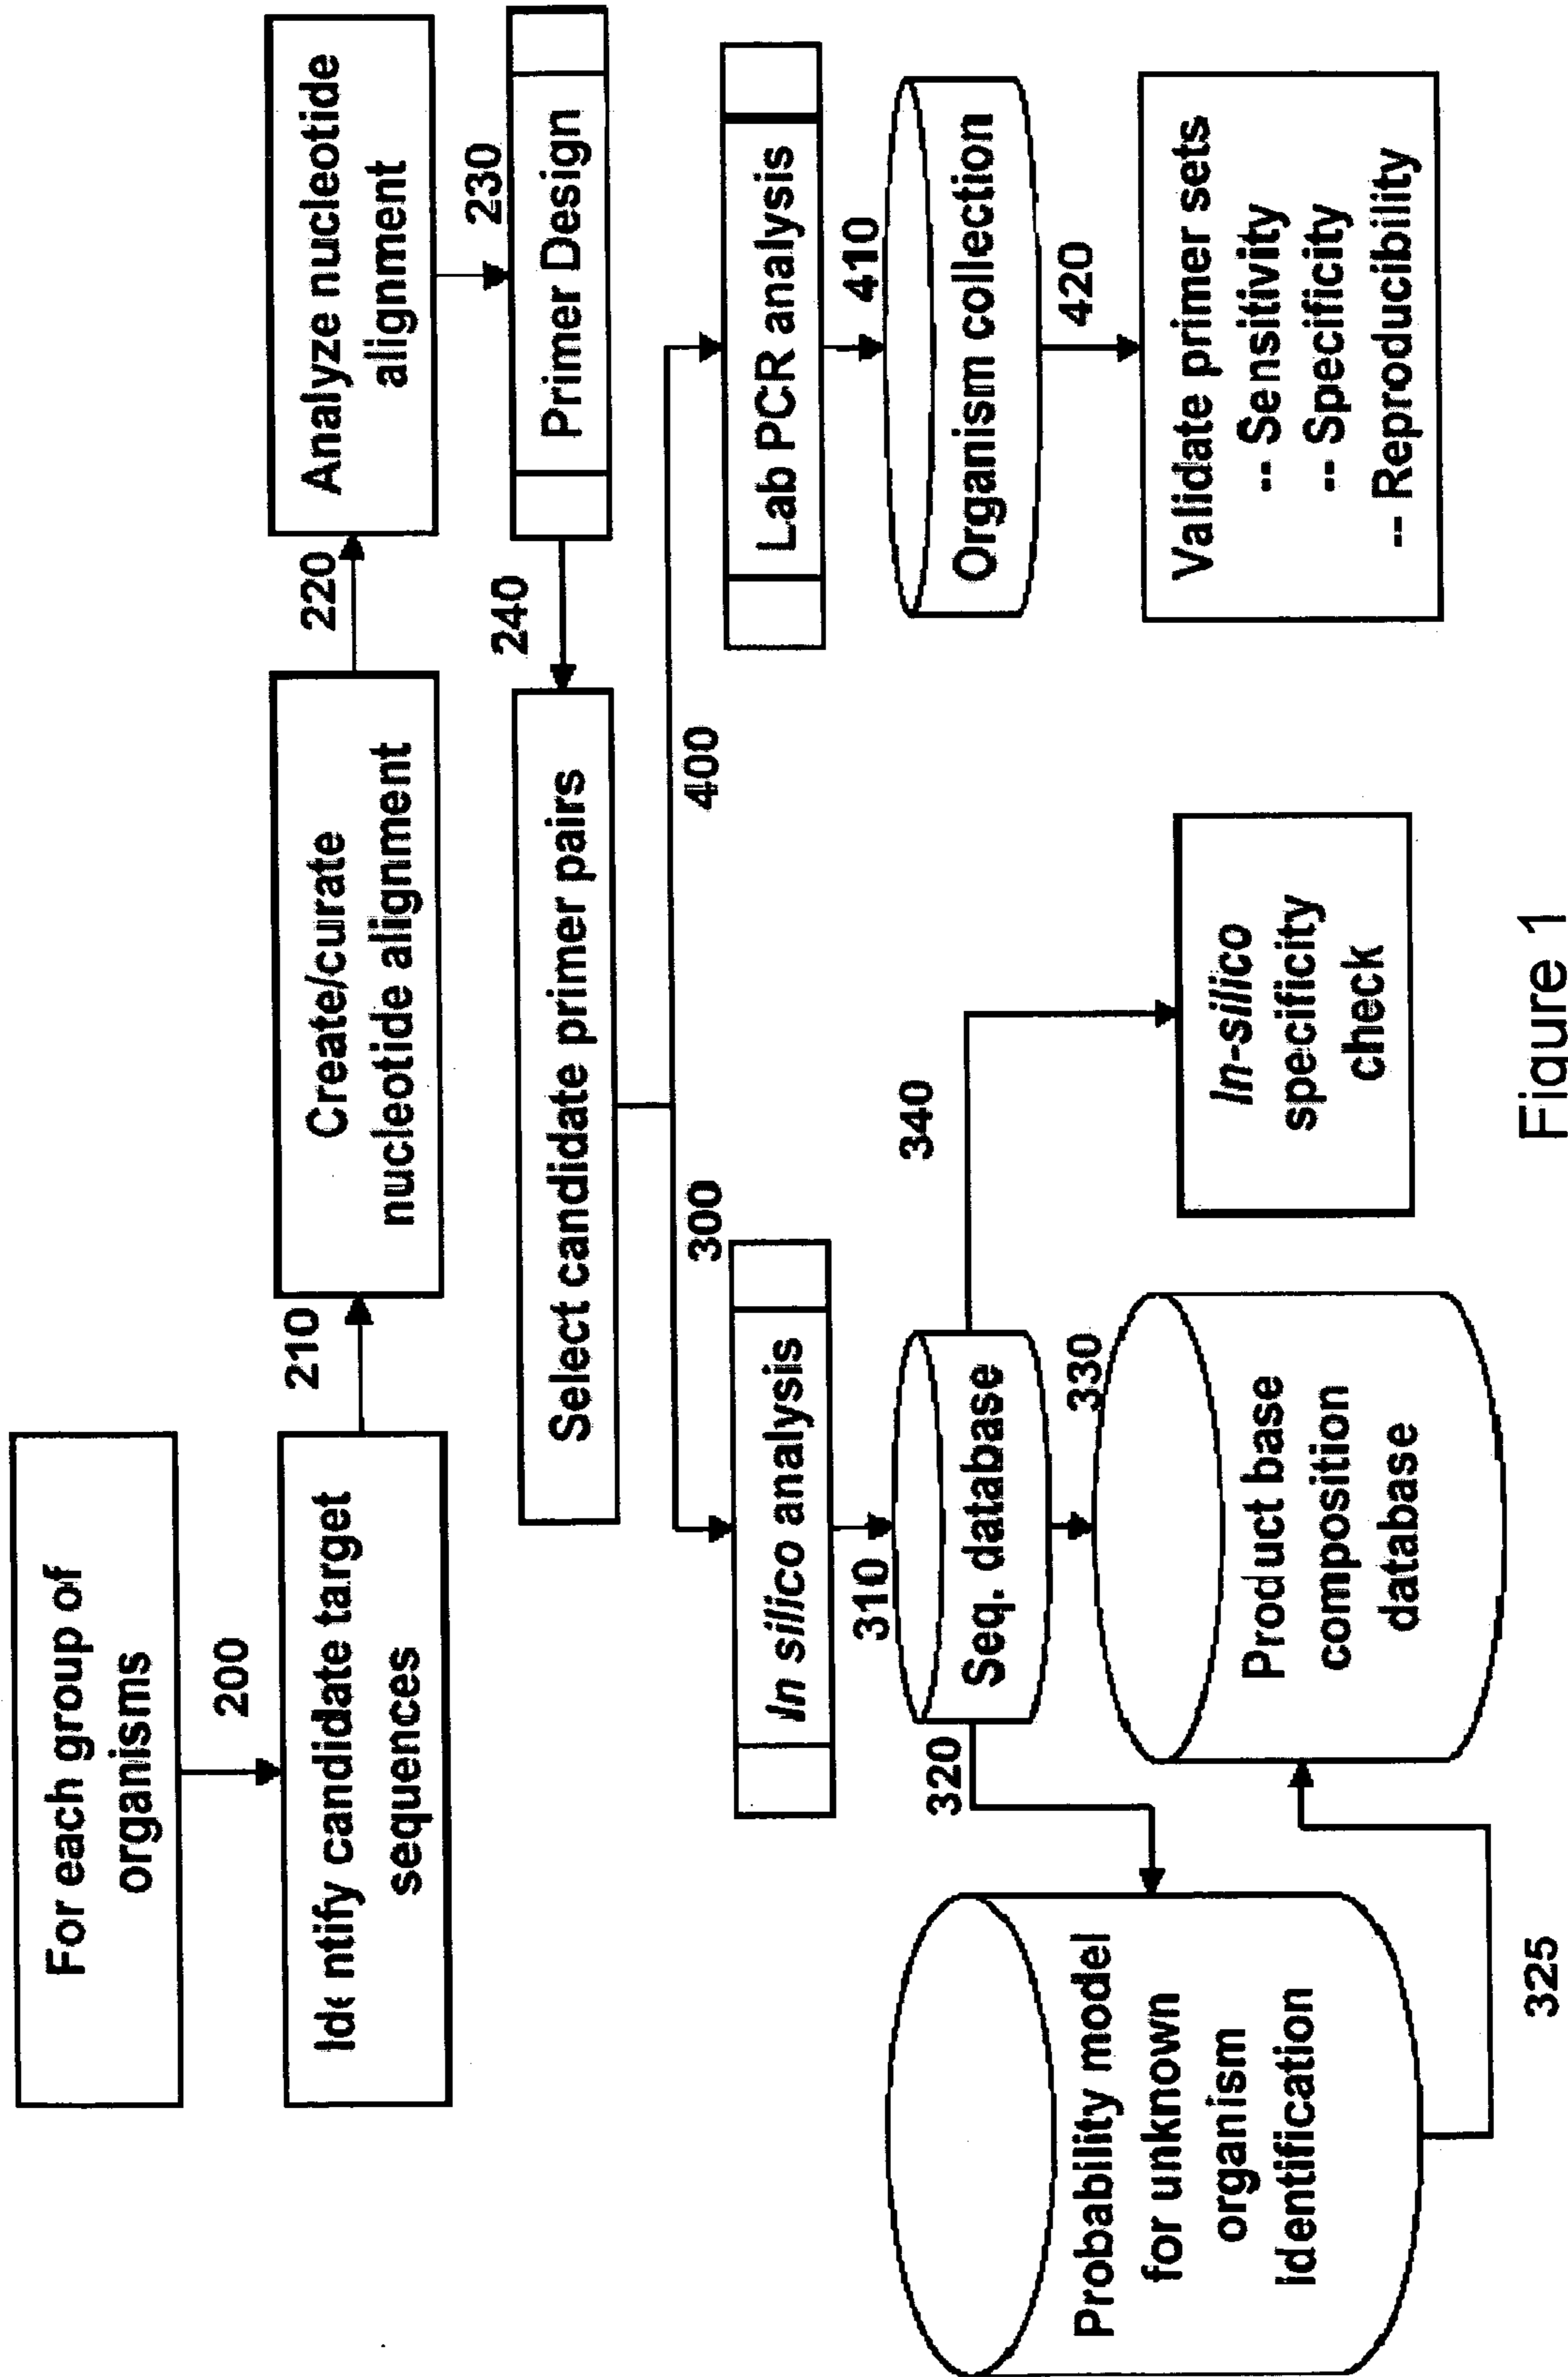 For each group of
organisms
200
Identify candidate target
sequences
210
Create/curate
nucleotide alignment
220
Analyze nucleotide
alignment
230
Primer Design
240
Select candidate primer pairs
300
400
In silico analysis
310
Seq. database
320
330
340
Probability model
for unknown
organism
identification
325
Product base
composition
database
In-silico
specificity
check
Lab PCR analysis
410
Organism collection
420
Validate primer sets
-- Sensitivity
-- Specificity
-- Reproducibility
Figure 1